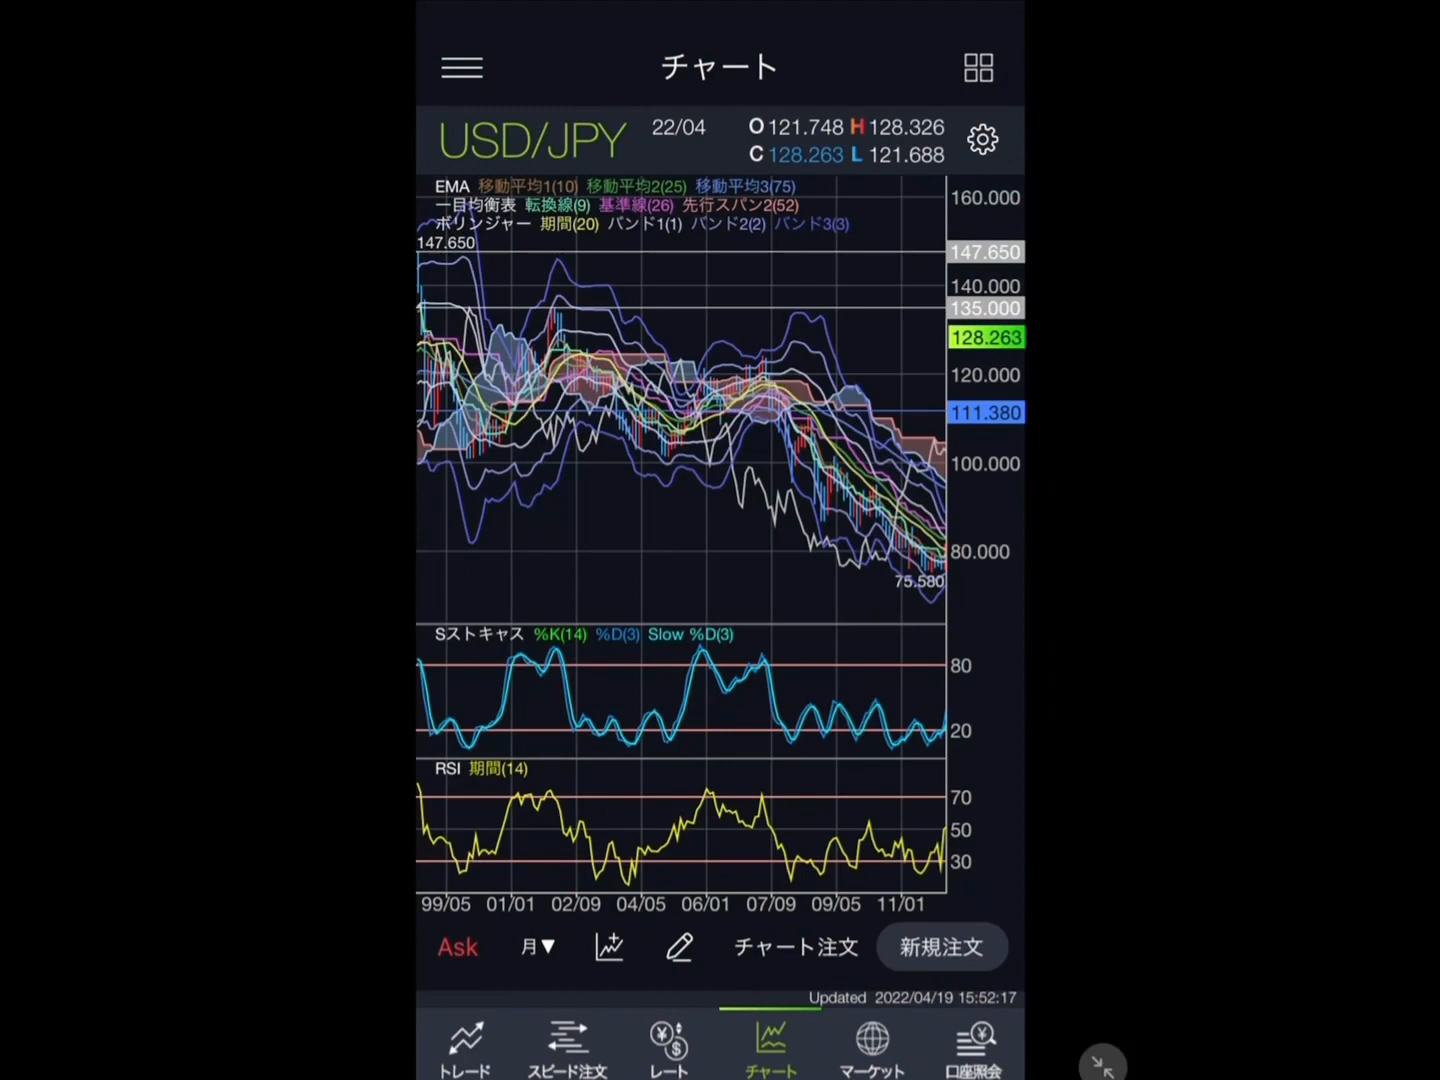 チャート
USD/JPY 22/04 O 121.748 H 128.326
C 128.263 L 121.688
EMA 移動平均1(10) 移動平均2(25) 移動平均3(75)
一目均衡表 転換線(9) 基準線(26) 先行スパン2(52)
ボリンジャー 期間(20) バンド1(1) バンド2(2) バンド3(3)
147.650
160.000
147.650
140.000
135.000
128.263
120.000
111.380
100.000
80.000
75.580
Sストキャス %K(14) %D(3) Slow %D(3)
80
20
RSI 期間(14)
70
50
30
99/05 01/01 02/09 04/05 06/01 07/09 09/05 11/01
Ask 月▼ チャート注文 新規注文
Updated 2022/04/19 15:52:17
トレード スピード注文 レート チャート マーケット 口座照会